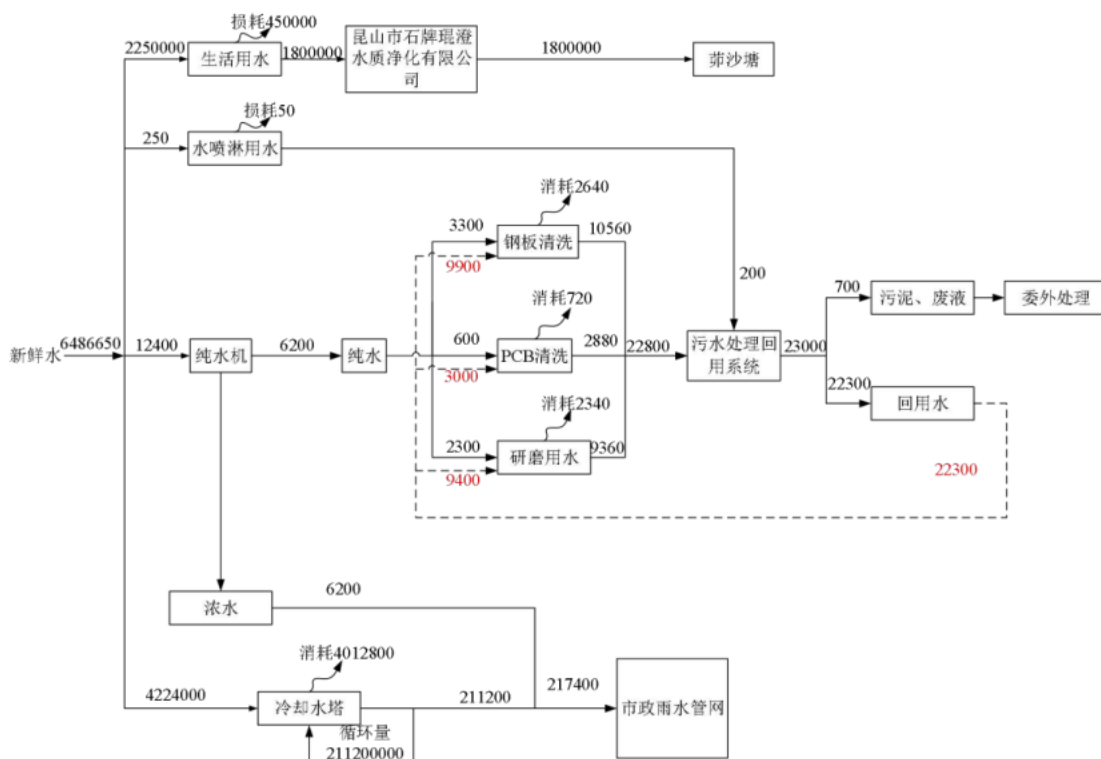 损耗450000
2250000
生活用水
1800000
昆山市石牌琨澄
水质净化有限公
司
1800000
茆沙塘
损耗50
250
水喷淋用水
消耗2640
3300
钢板清洗
10560
9900
200
消耗720
700
污泥、废液
委外处理
新鲜水
6486650
12400
纯水机
6200
纯水
600
PCB清洗
2880
22800
污水处理回
用系统
23000
3000
22300
回用水
消耗2340
2300
研磨用水
9360
9400
22300
浓水
6200
消耗4012800
4224000
冷却水塔
211200
217400
市政雨水管网
循环量
211200000